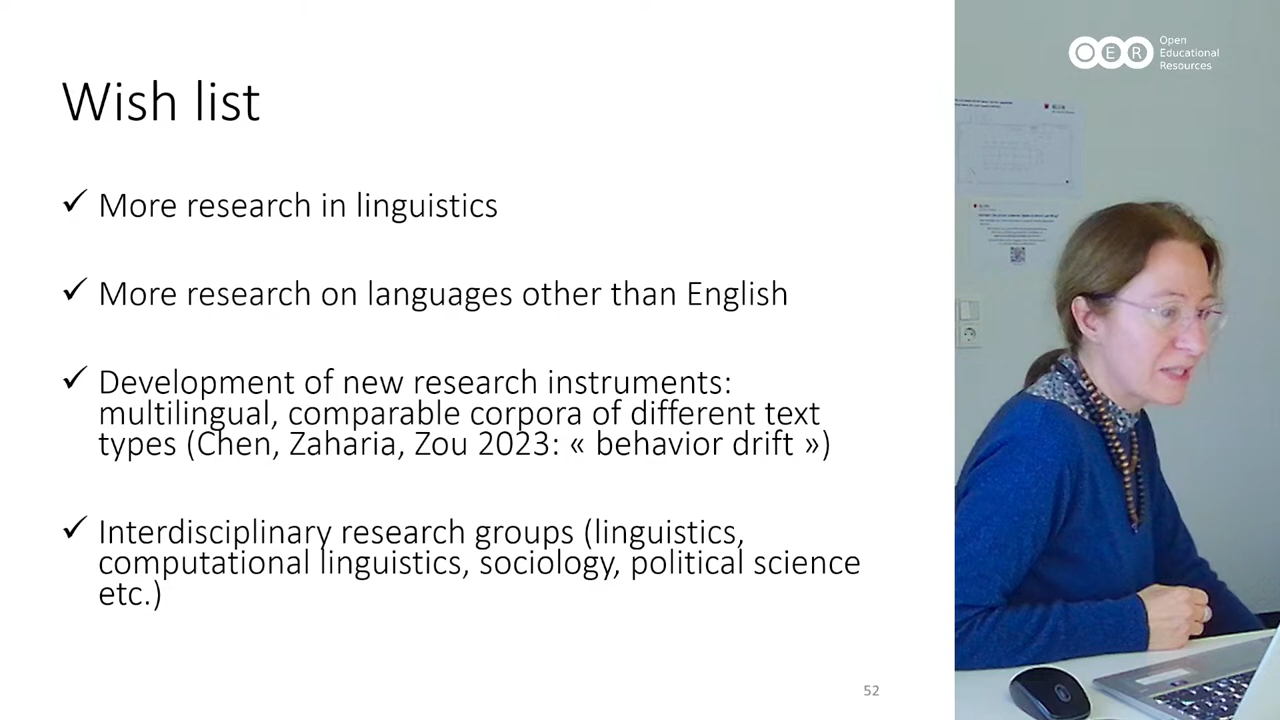 Wish list
✓ More research in linguistics
✓ More research on languages other than English
✓ Development of new research instruments:
multilingual, comparable corpora of different text
types (Chen, Zaharia, Zou 2023: « behavior drift »)
✓ Interdisciplinary research groups (linguistics,
computational linguistics, sociology, political science
etc.)
52
OER
Open
Educational
Resources